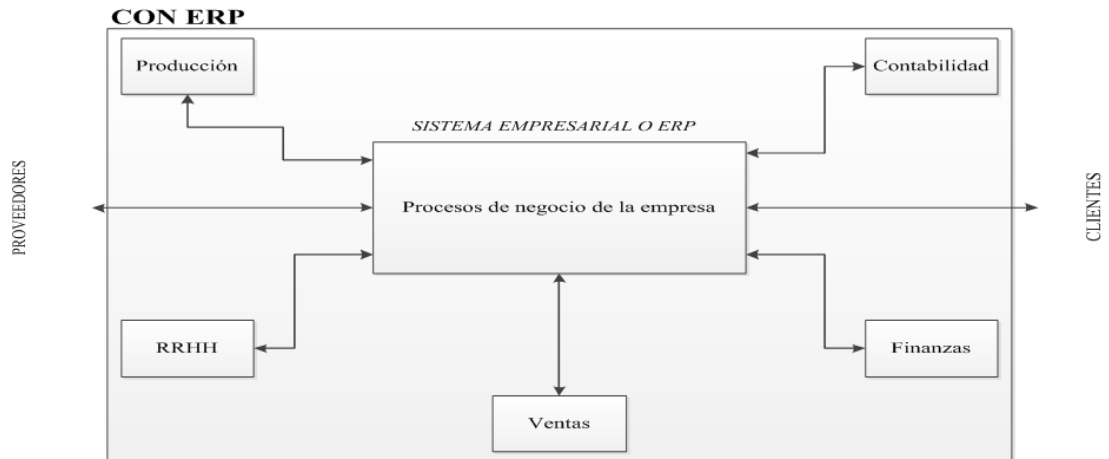 CON ERP
Producción
Contabilidad
SISTEMA EMPRESARIAL O ERP
PROVEEDORES
Procesos de negocio de la empresa
CLIENTES
RRHH
Finanzas
Ventas